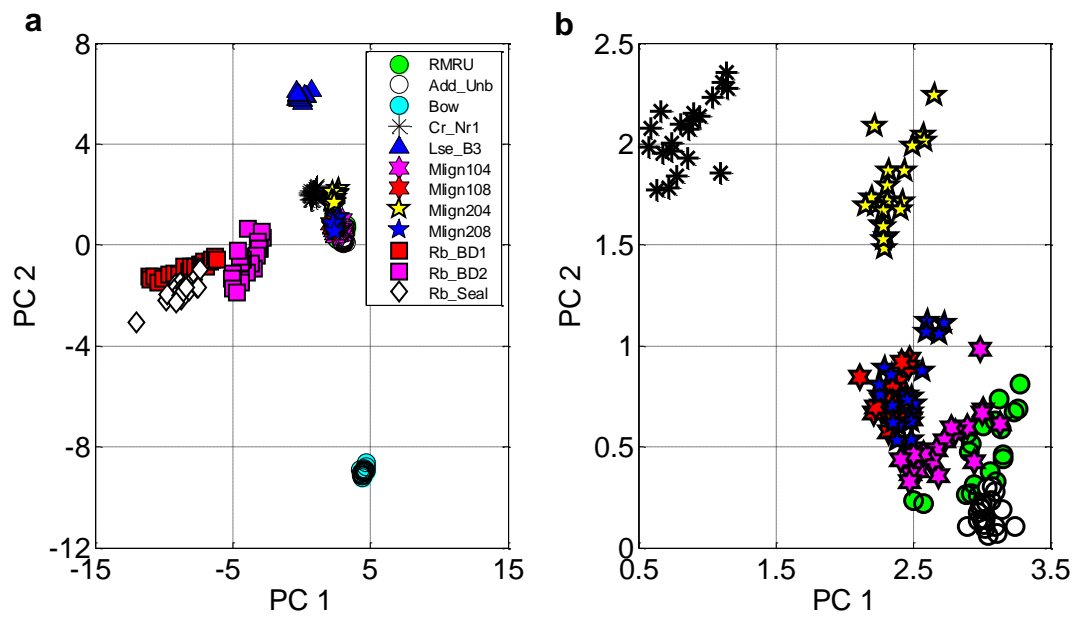 a
8
4
0
-4
-8
-12
-15
-5
5
15
PC 2
PC 1
RMRU
Add_Unb
Bow
Cr_Nr1
Lse_B3
Mlign104
Mlign108
Mlign204
Mlign208
Rb_BD1
Rb_BD2
Rb_Seal
b
2.5
2
1.5
1
0.5
0
0.5
1.5
2.5
3.5
PC 2
PC 1